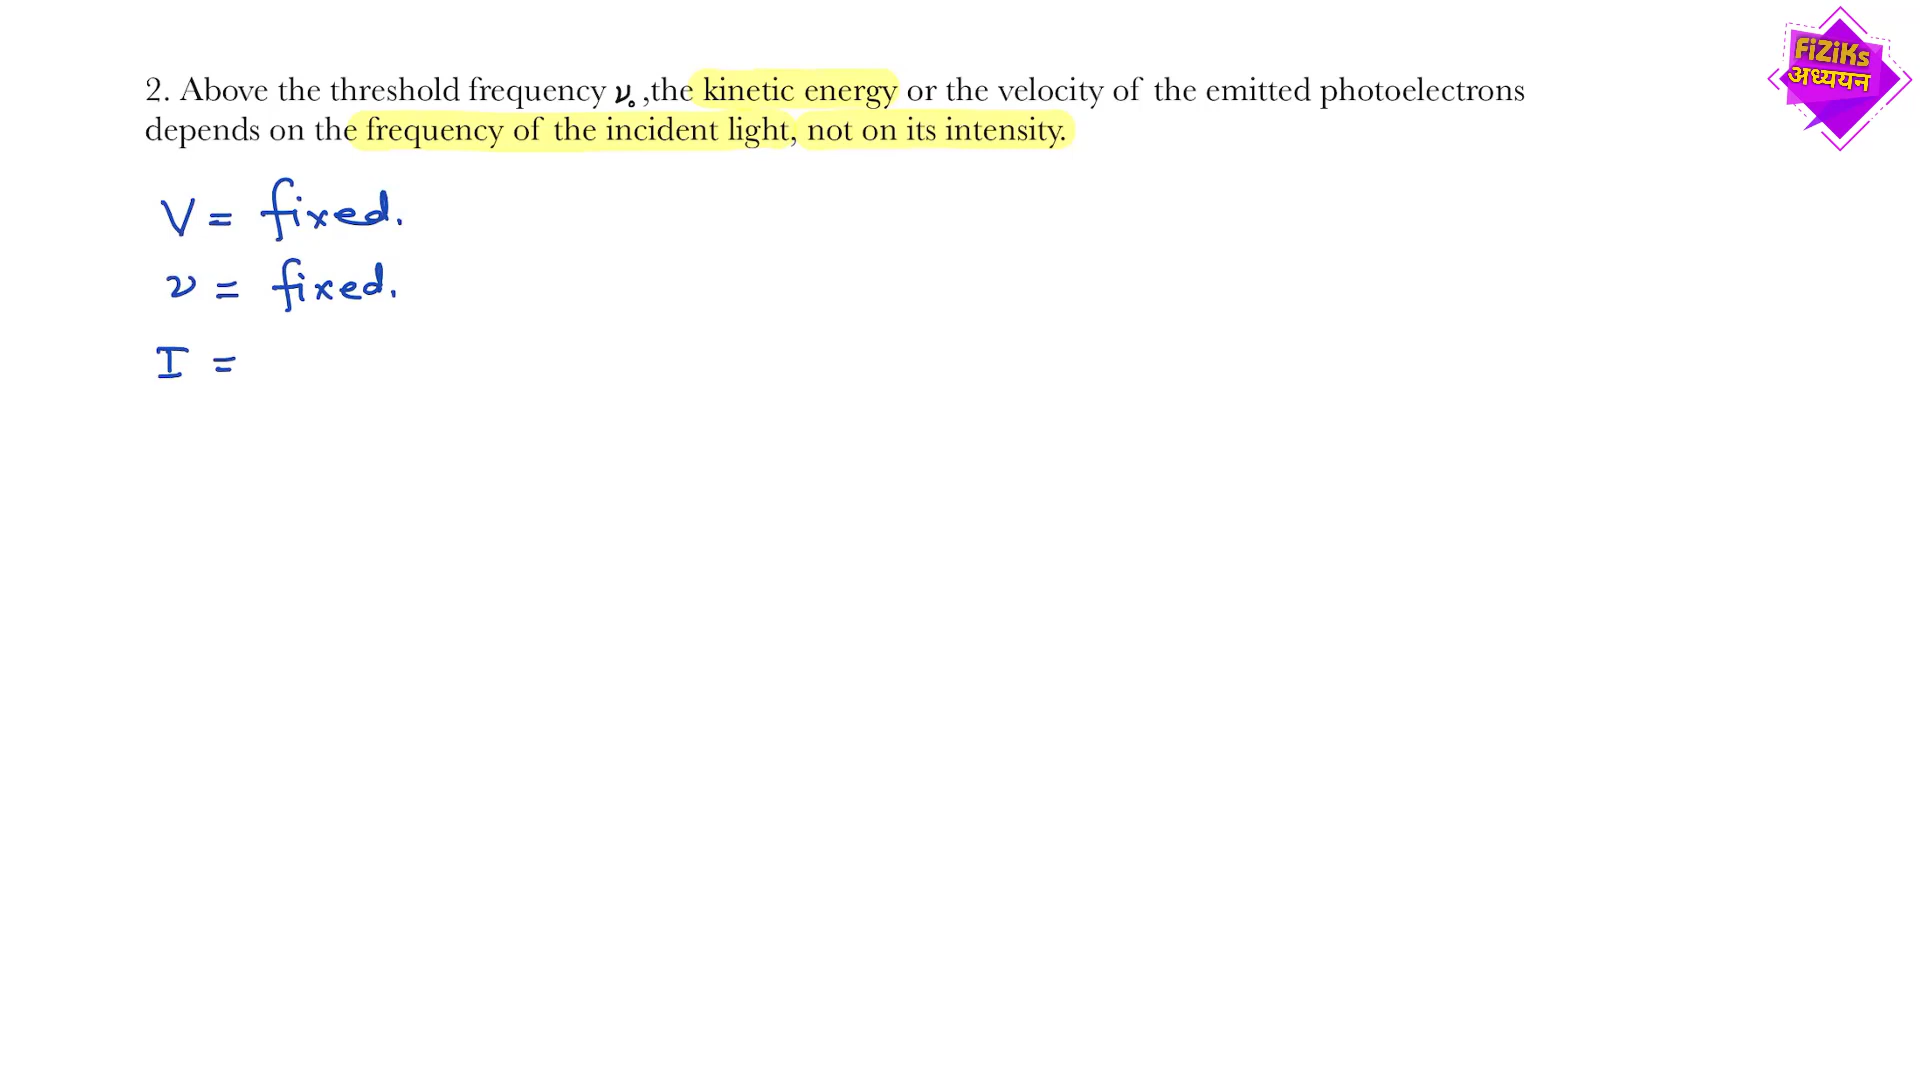 2. Above the threshold frequency ν₀ ,the kinetic energy or the velocity of the emitted photoelectrons
depends on the frequency of the incident light, not on its intensity.
V = fixed.
ν = fixed.
I =
FiZiKs
अध्ययन